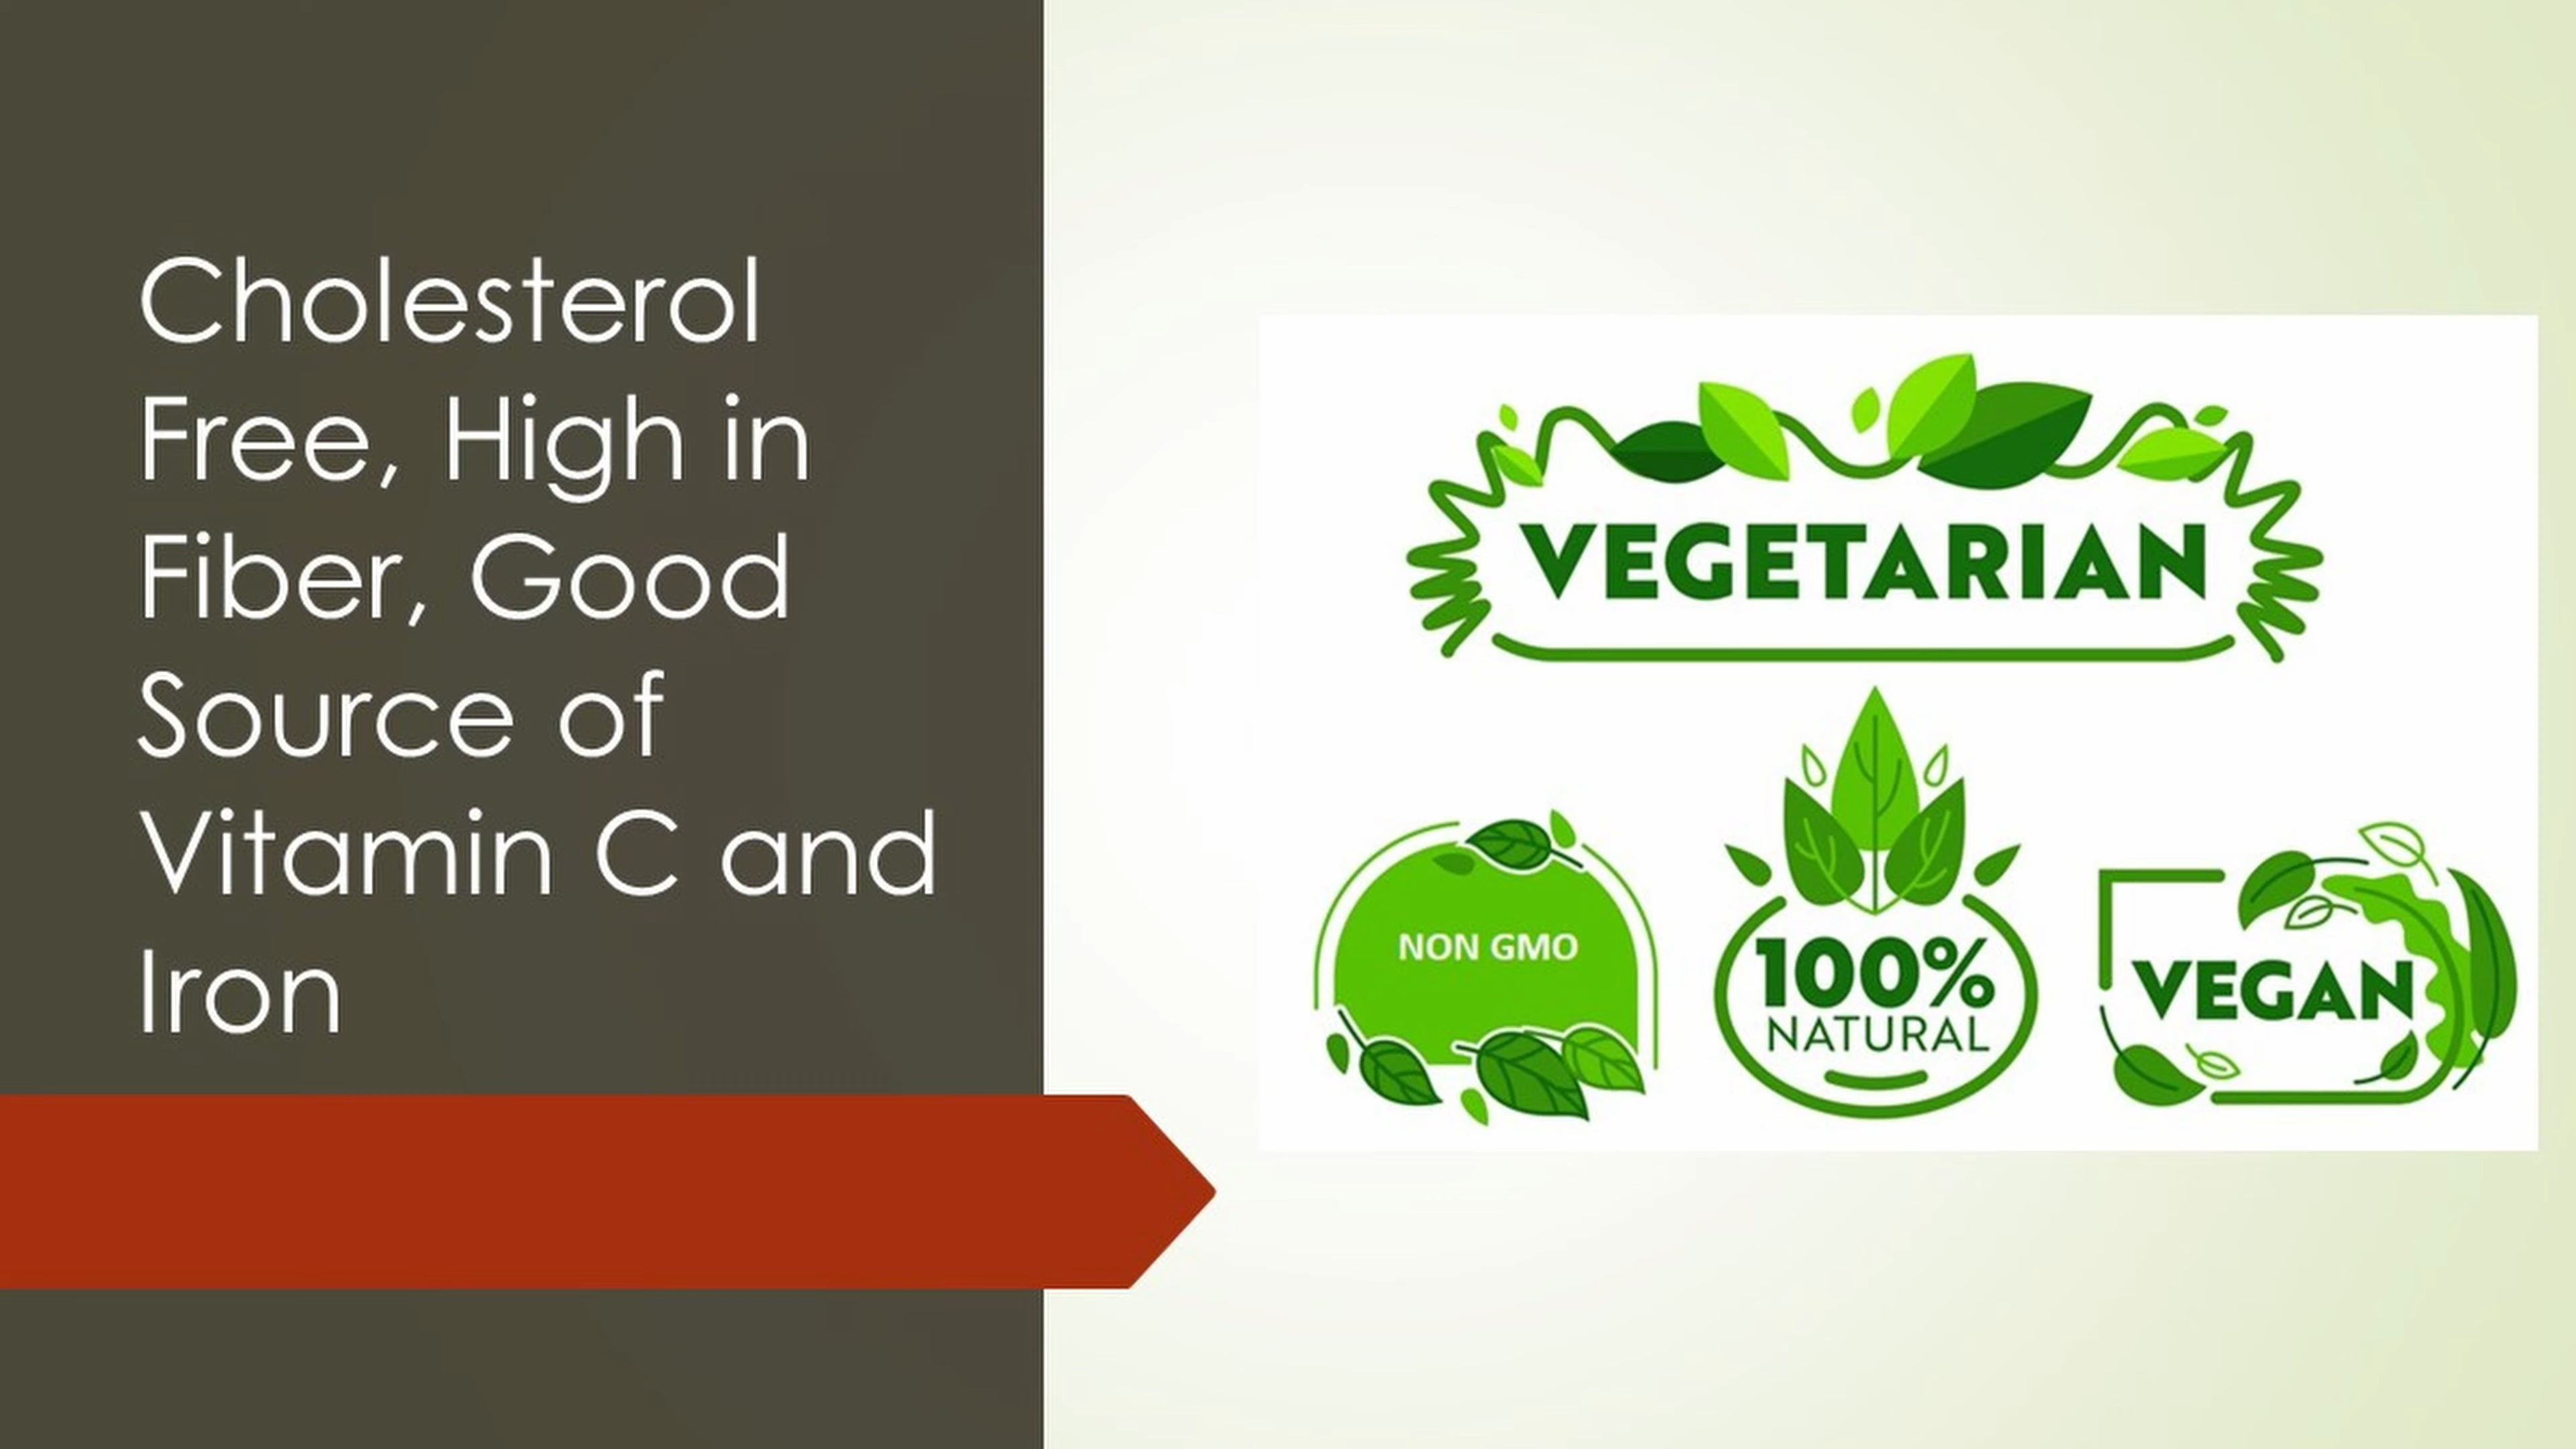 Cholesterol
Free, High in
Fiber, Good
Source of
Vitamin C and
Iron
VEGETARIAN
NON GMO
100%
NATURAL
VEGAN